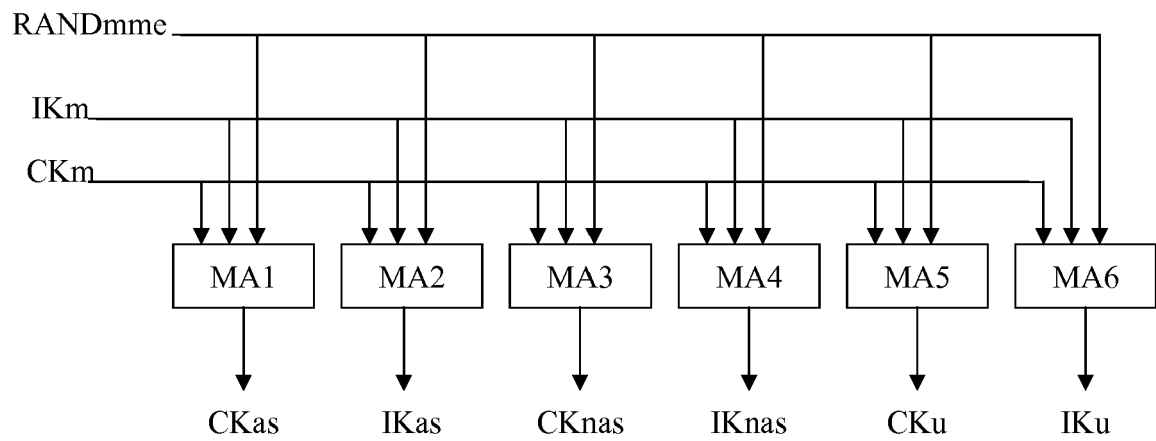 RANDmme
IKm
CKm
MA1 MA2 MA3 MA4 MA5 MA6
CKas IKas CKnas IKnas CKu IKu